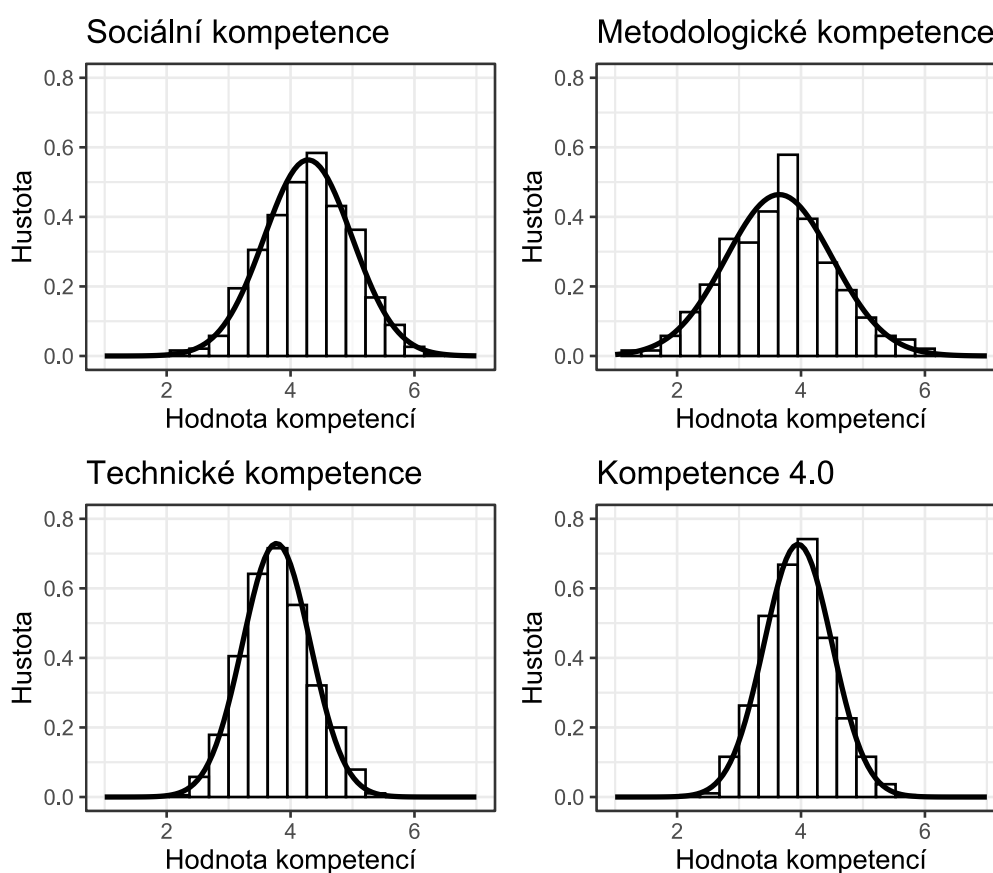 Sociální kompetence
Hustota
0.8
0.6
0.4
0.2
0.0
2 4 6
Hodnota kompetencí
Metodologické kompetence
Hustota
0.8
0.6
0.4
0.2
0.0
2 4 6
Hodnota kompetencí
Technické kompetence
Hustota
0.8
0.6
0.4
0.2
0.0
2 4 6
Hodnota kompetencí
Kompetence 4.0
Hustota
0.8
0.6
0.4
0.2
0.0
2 4 6
Hodnota kompetencí